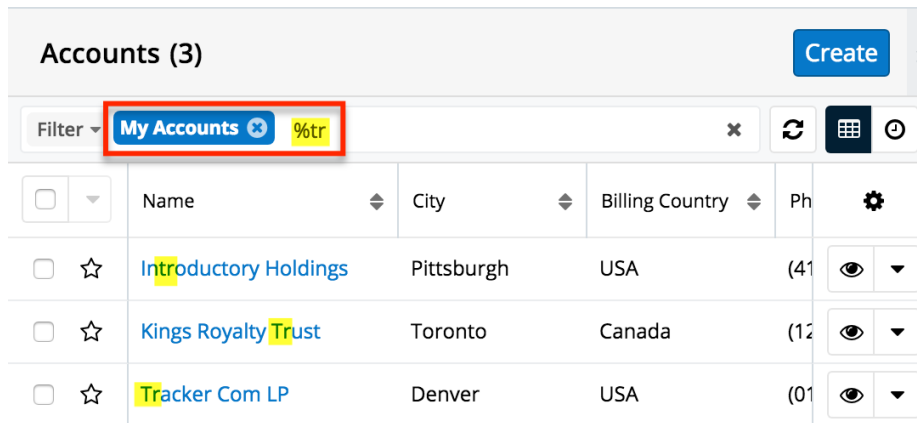 Accounts (3)
Create
Filter My Accounts %tr
Name City Billing Country Ph
Introductory Holdings Pittsburgh USA (41
Kings Royalty Trust Toronto Canada (12
Tracker Com LP Denver USA (01